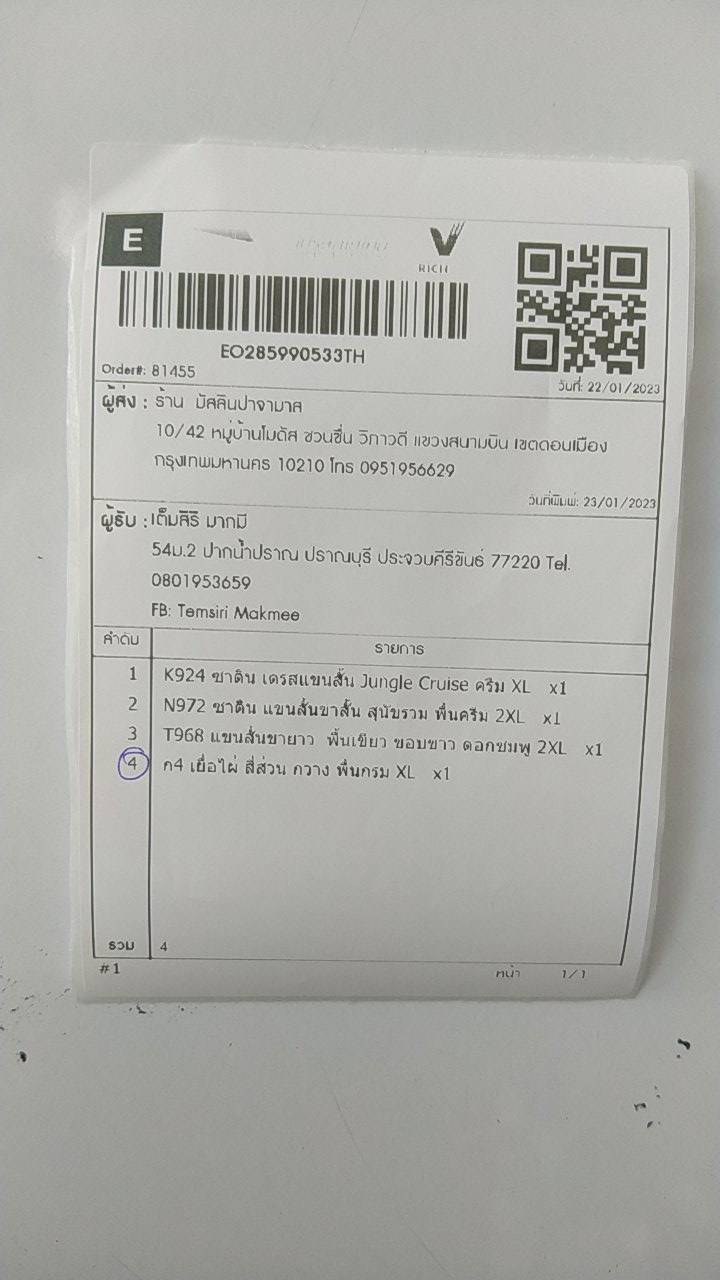 E
RICH
EO285990533TH
Order#: 81455
วันที่: 22/01/2023
ผู้ส่ง : ร้าน มัสลินปาจามาส
10/42 หมู่บ้านโมดัส ชวนชื่น วิภาวดี แขวงสนามบิน เขตดอนเมือง
กรุงเทพมหานคร 10210 โทร 0951956629
วันที่พิมพ์: 23/01/2023
ผู้รับ : เต็มสิริ มากมี
54ม.2 ปากน้ำปราณ ปราณบุรี ประจวบคีรีขันธ์ 77220 Tel.
0801953659
FB: Temsiri Makmee
ลำดับ รายการ
1 K924 ซาติน เดรสแขนสั้น Jungle Cruise ครีม XL x1
2 N972 ซาติน แขนสั้นขาสั้น สุนัขรวม พื้นครีม 2XL x1
3 T968 แขนสั้นขายาว พื้นเขียว ขอบขาว ดอกชมพู 2XL x1
4 ก4 เยื่อไผ่ สี่ส่วน กวาง พื้นกรม XL x1
รวม 4
#1 หน้า 1/1